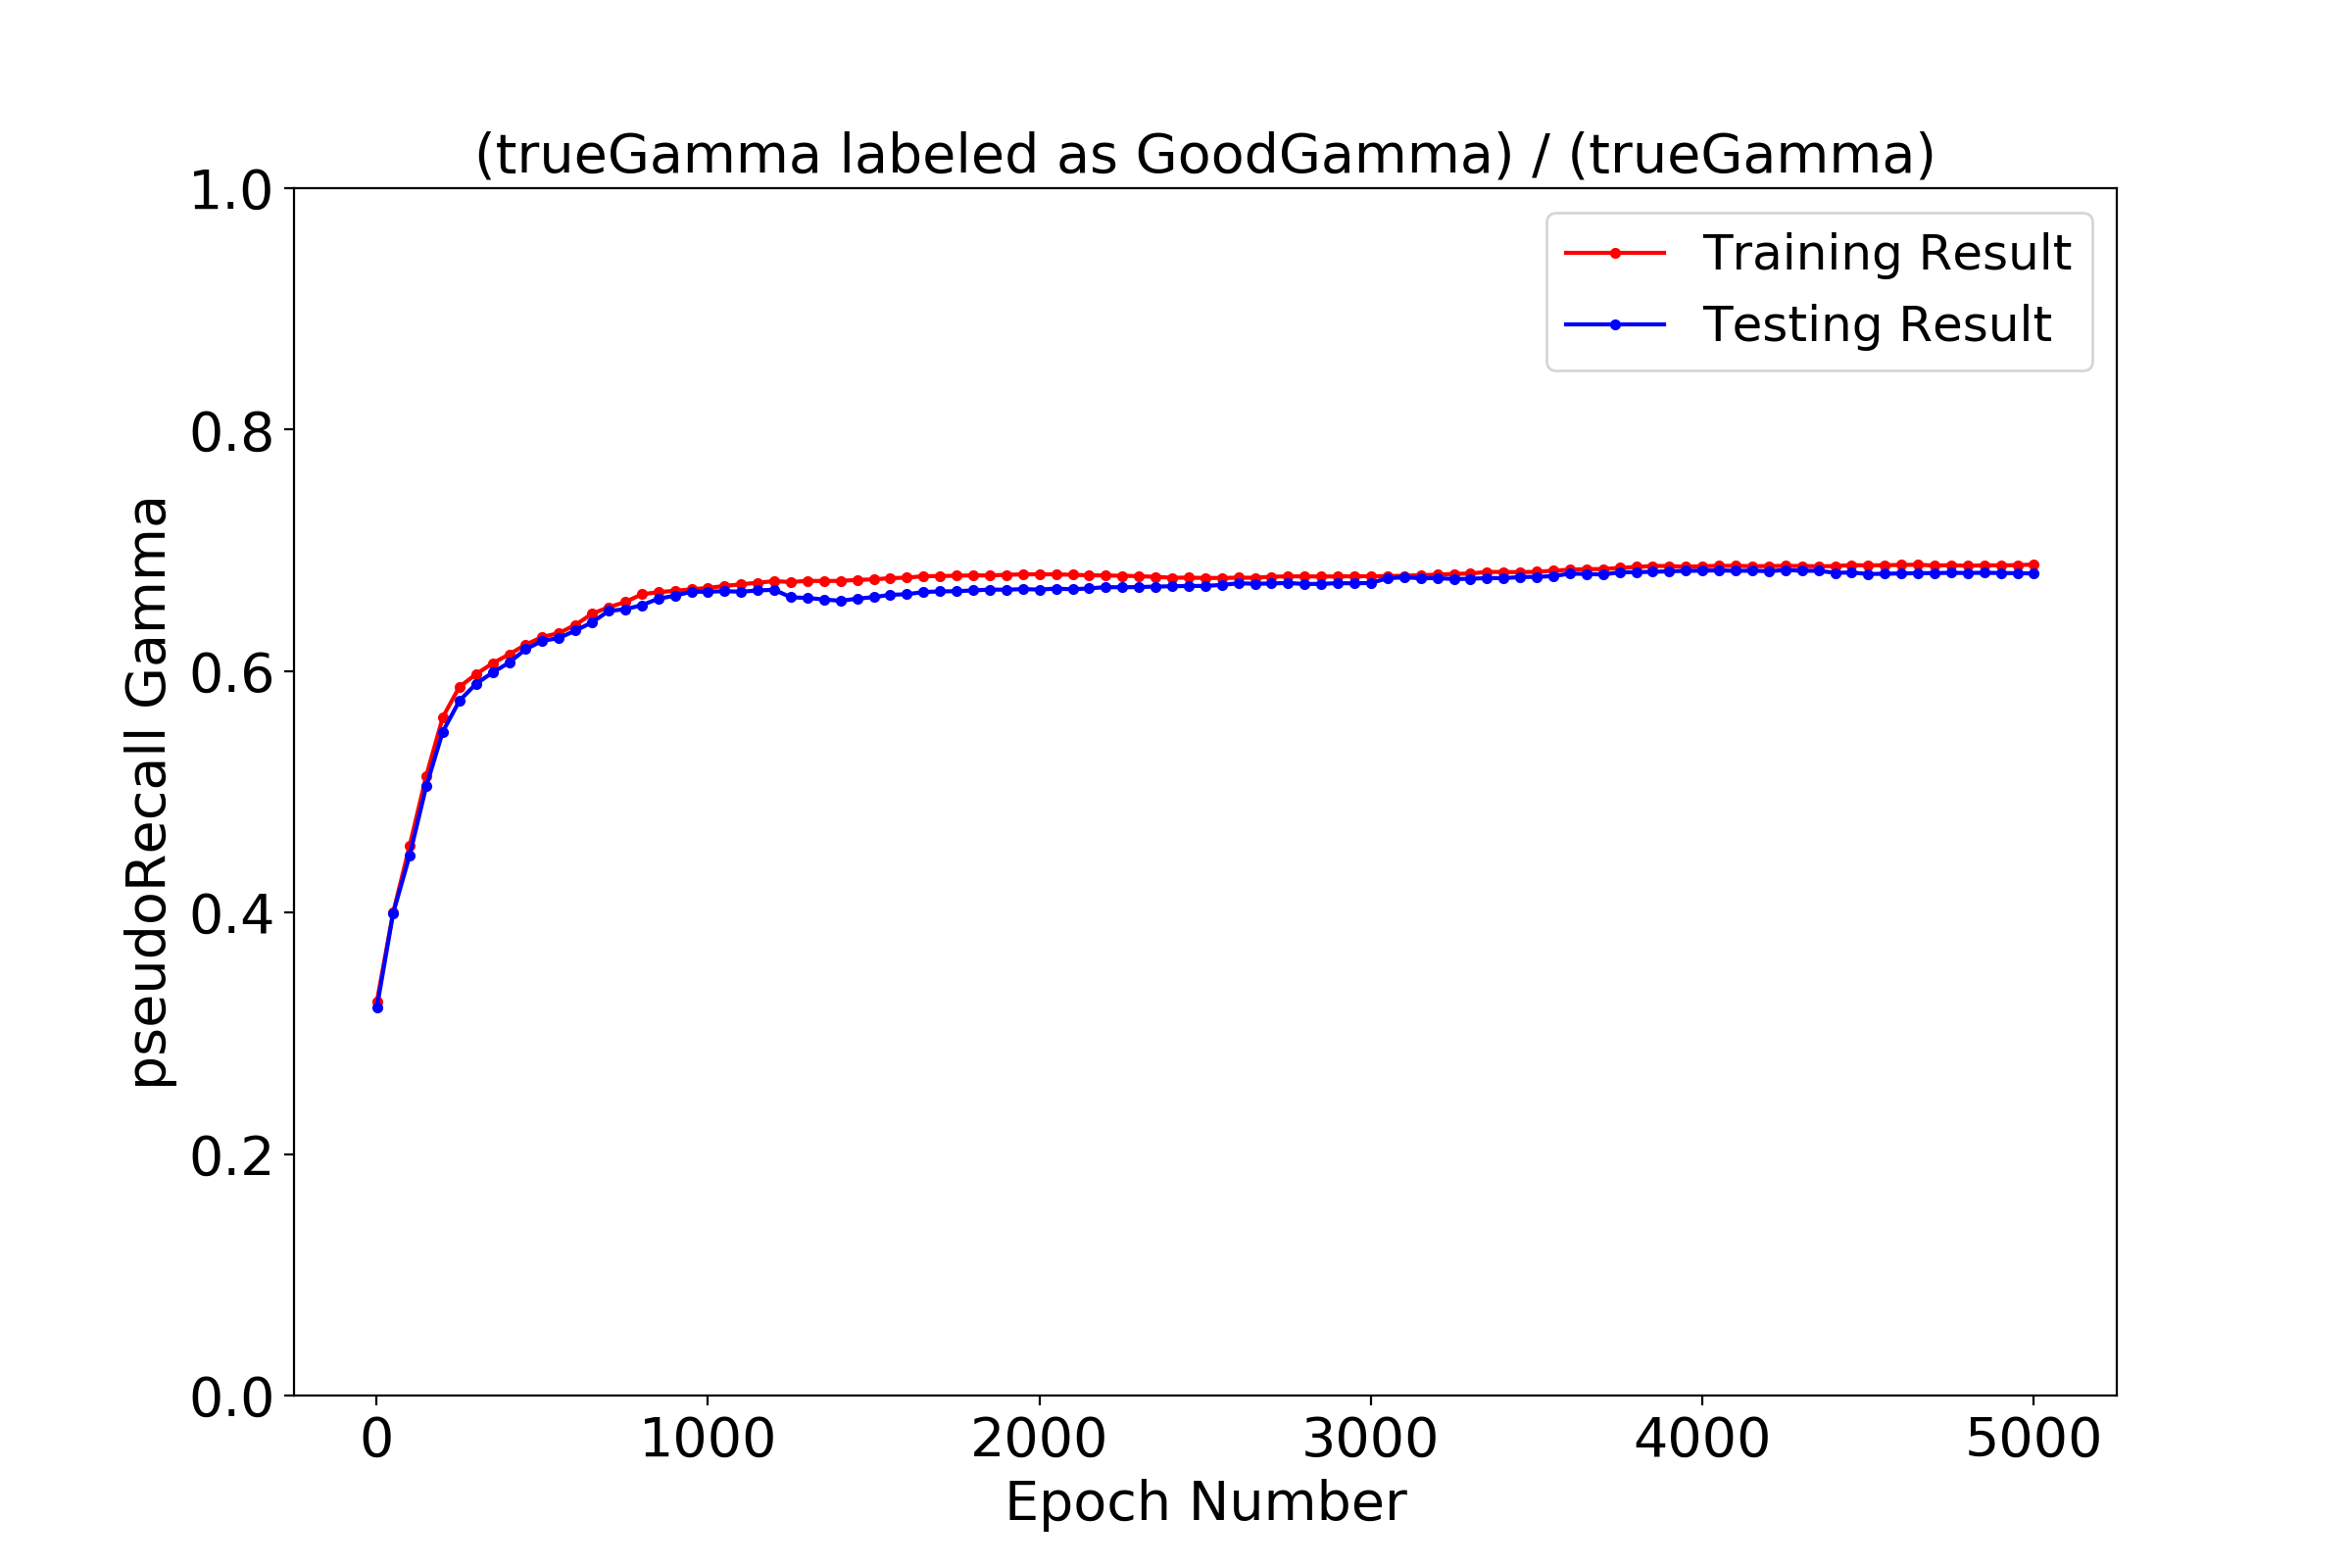 (trueGamma labeled as GoodGamma) / (trueGamma)
1.0
0.8
0.6
0.4
0.2
0.0
pseudoRecall Gamma
Training Result
Testing Result
0 1000 2000 3000 4000 5000
Epoch Number